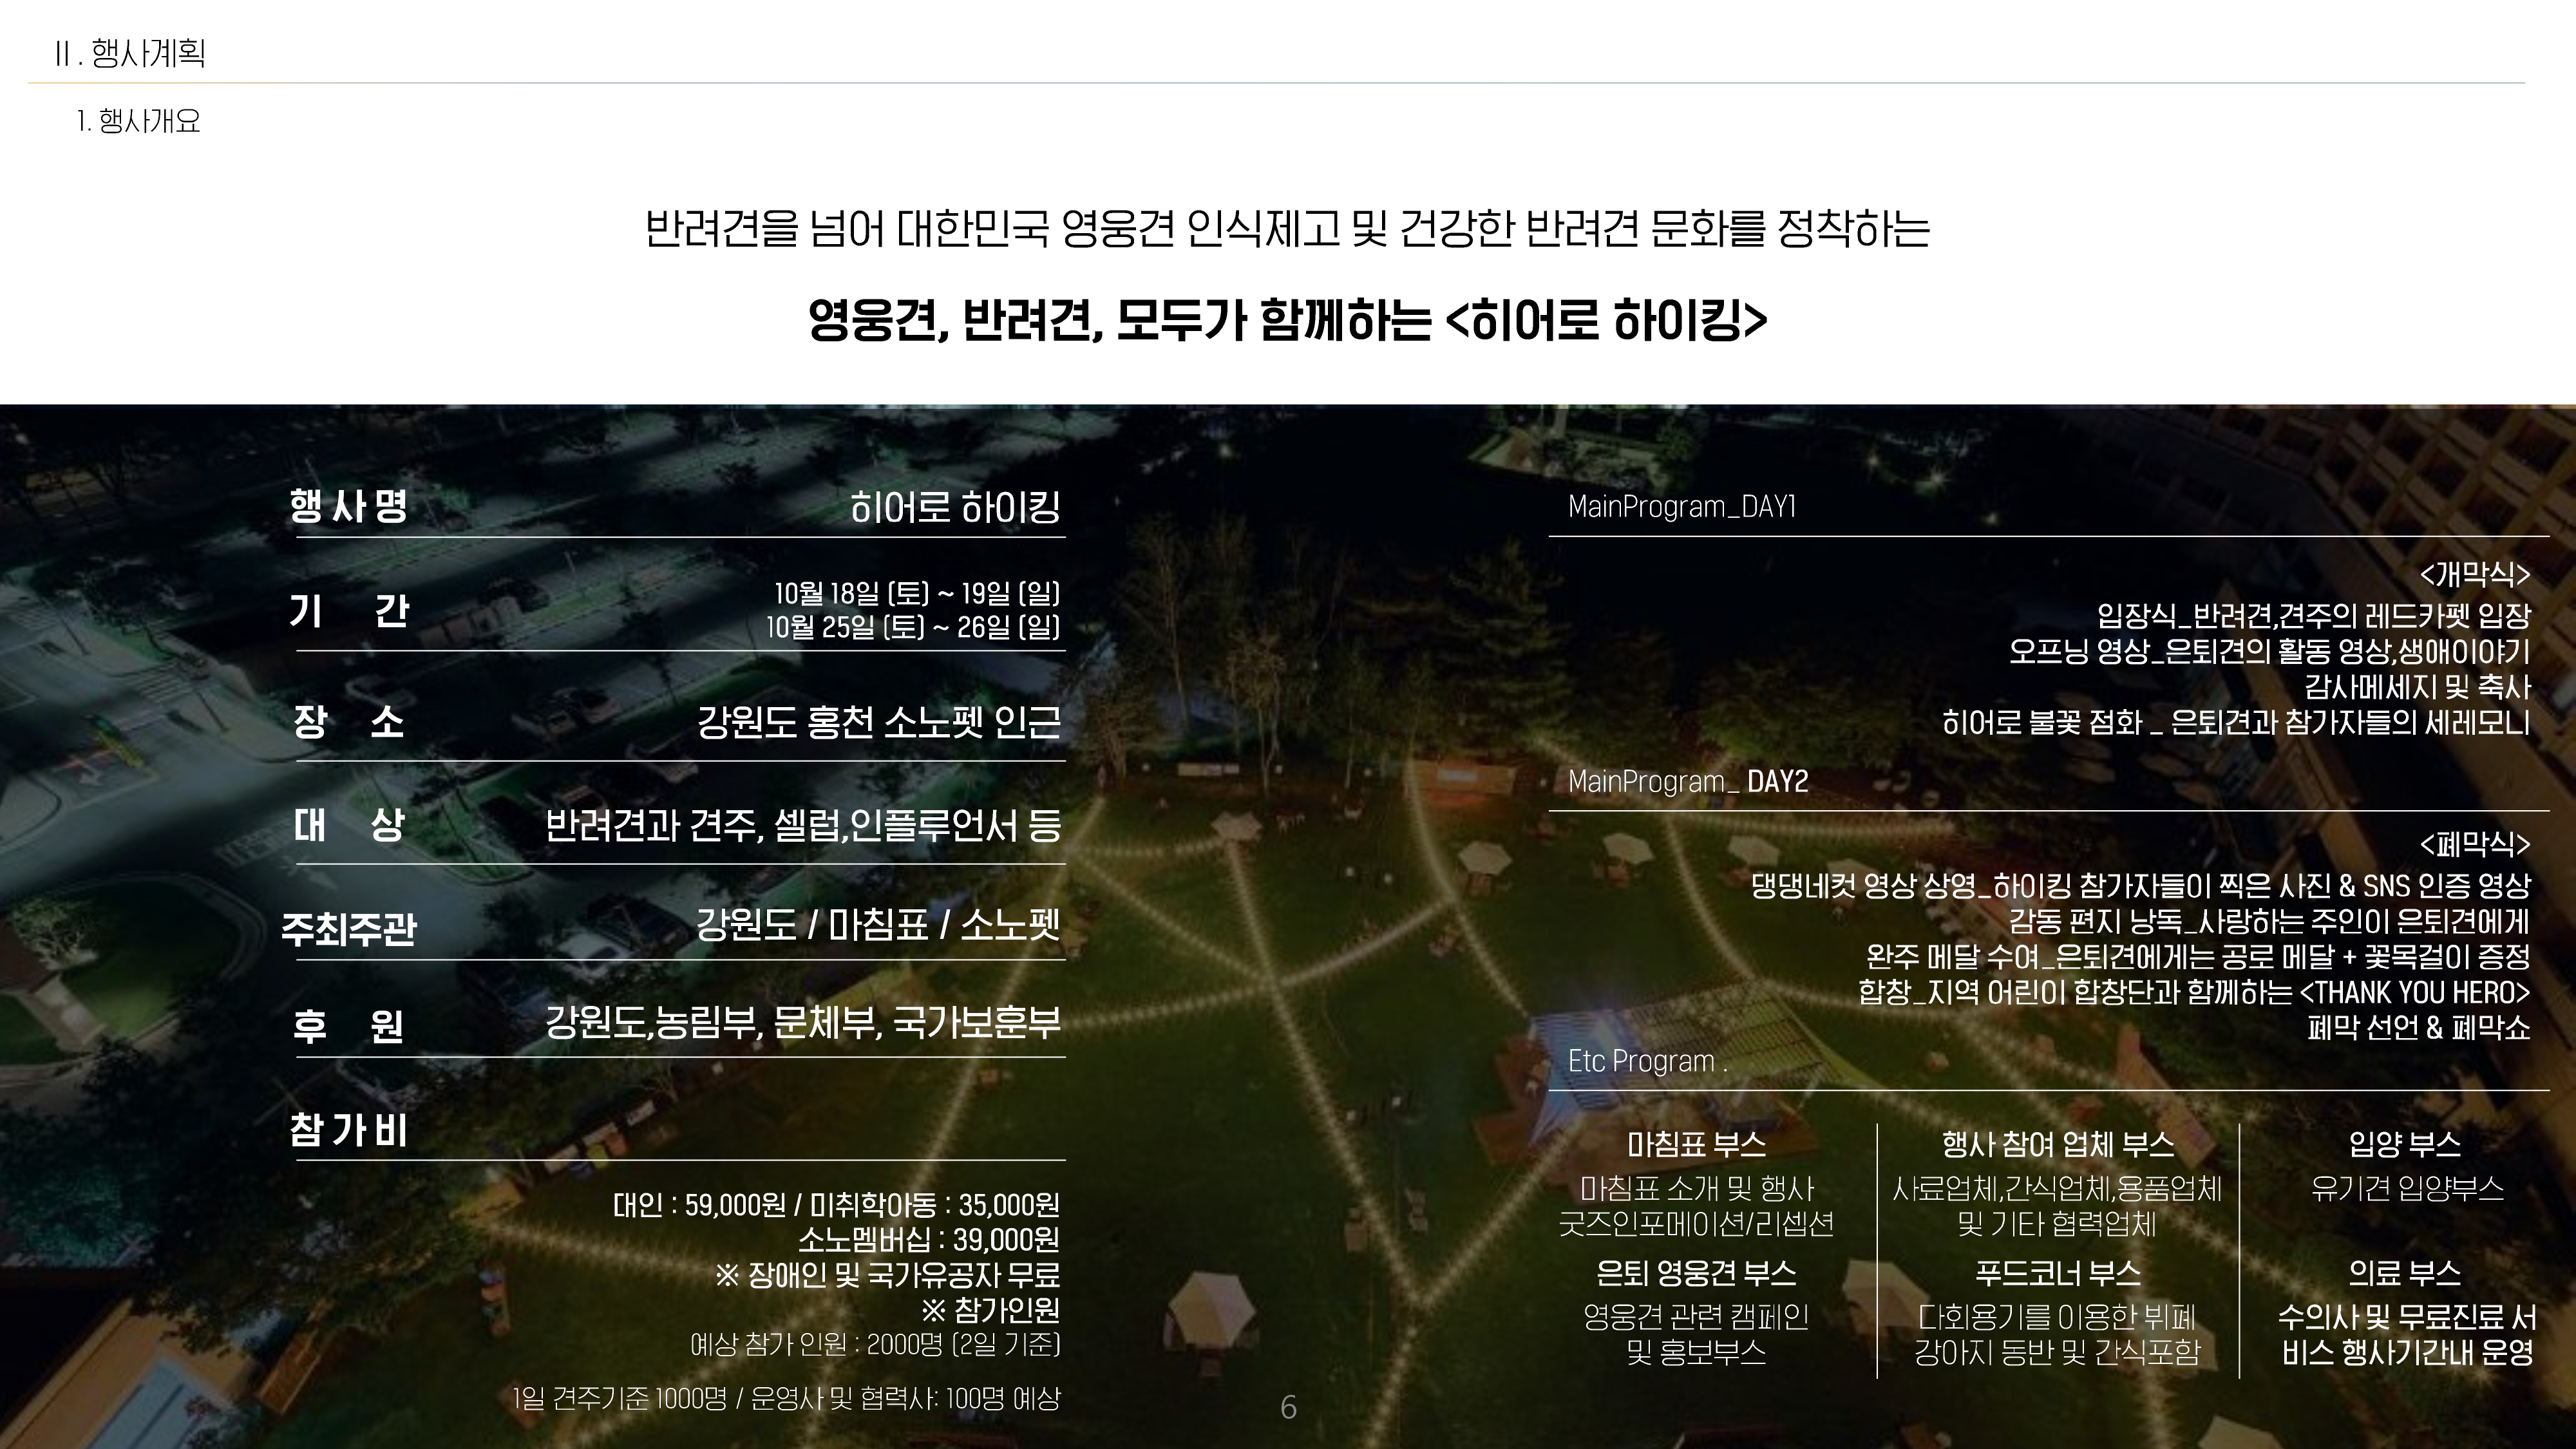 Ⅱ. 행사계획
1. 행사개요
반려견을 넘어 대한민국 영웅견 인식제고 및 건강한 반려견 문화를 정착하는
영웅견, 반려견, 모두가 함께하는 <히어로 하이킹>
행 사 명 히어로 하이킹
기 간 10월 18일 (토) ~ 19일 (일)
10월 25일 (토) ~ 26일 (일)
장 소 강원도 홍천 소노펫 인근
대 상 반려견과 견주, 셀럽,인플루언서 등
주최주관 강원도 / 마침표 / 소노펫
후 원 강원도,농림부, 문체부, 국가보훈부
참 가 비
대인 : 59,000원 / 미취학아동 : 35,000원
소노멤버십 : 39,000원
※ 장애인 및 국가유공자 무료
※ 참가인원
예상 참가 인원 : 2000명 (2일 기준)
1일 견주기준 1000명 / 운영사 및 협력사: 100명 예상
MainProgram_DAY1
<개막식>
입장식_반려견,견주의 레드카펫 입장
오프닝 영상_은퇴견의 활동 영상,생애이야기
감사메세지 및 축사
히어로 불꽃 점화 _ 은퇴견과 참가자들의 세레모니
MainProgram_ DAY2
<폐막식>
댕댕네컷 영상 상영_하이킹 참가자들이 찍은 사진 & SNS 인증 영상
감동 편지 낭독_사랑하는 주인이 은퇴견에게
완주 메달 수여_은퇴견에게는 공로 메달 + 꽃목걸이 증정
합창_지역 어린이 합창단과 함께하는 <THANK YOU HERO>
폐막 선언 & 폐막쇼
Etc Program .
마침표 부스
마침표 소개 및 행사
굿즈인포메이션/리셉션
은퇴 영웅견 부스
영웅견 관련 캠페인
및 홍보부스
행사 참여 업체 부스
사료업체,간식업체,용품업체
및 기타 협력업체
푸드코너 부스
다회용기를 이용한 뷔페
강아지 동반 및 간식포함
입양 부스
유기견 입양부스
의료 부스
수의사 및 무료진료 서
비스 행사기간내 운영
6